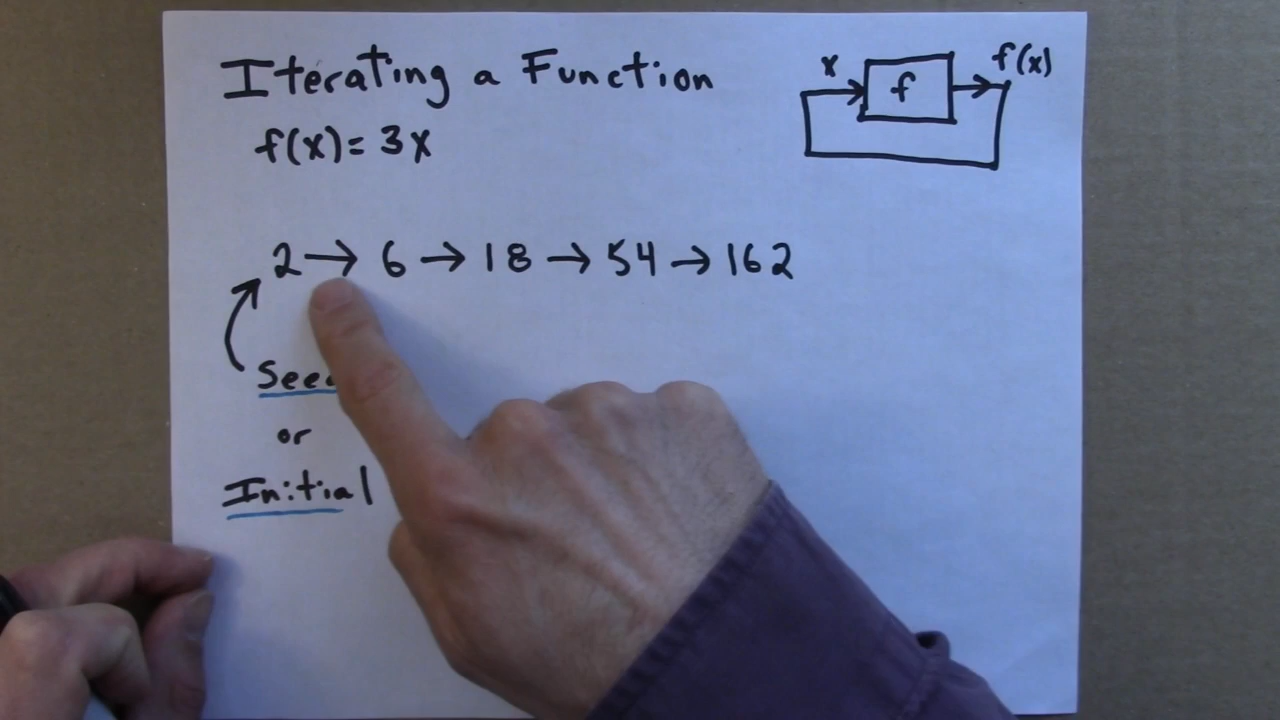 Iterating a Function
f(x) = 3x
x
f
f(x)
2 → 6 → 18 → 54 → 162
or
Initial